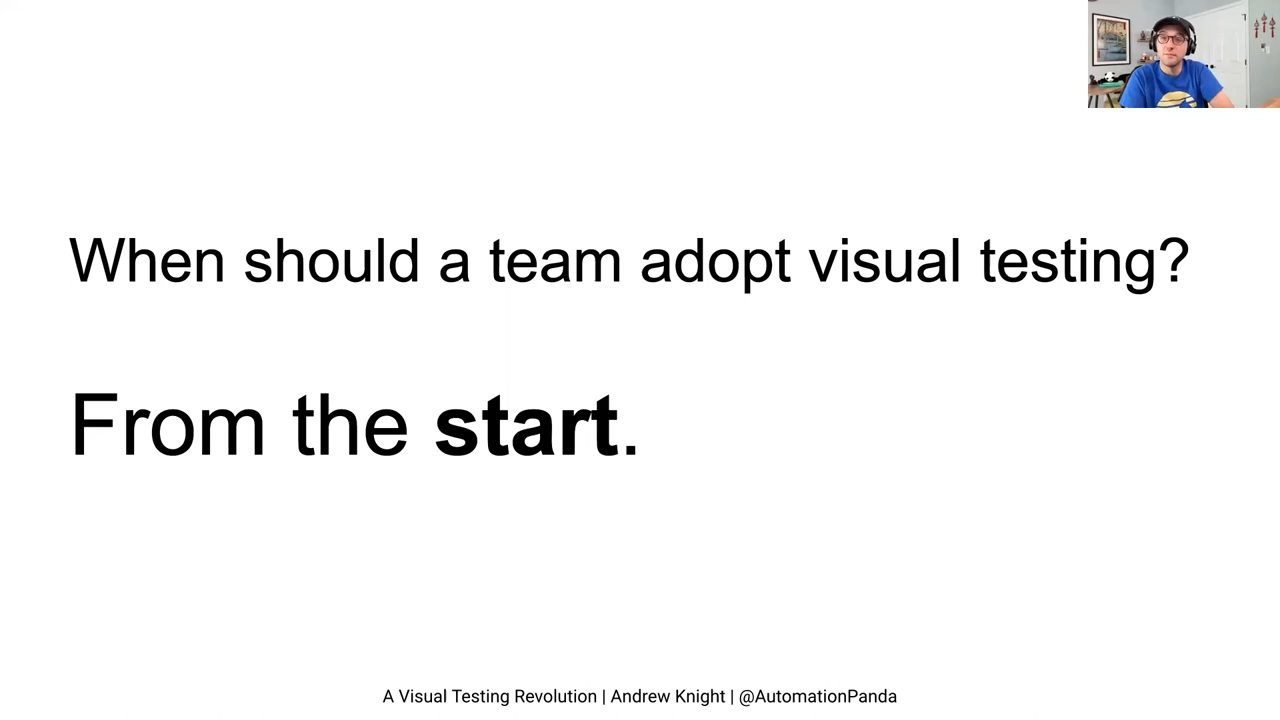 When should a team adopt visual testing?
From the start.
A Visual Testing Revolution | Andrew Knight | @AutomationPanda